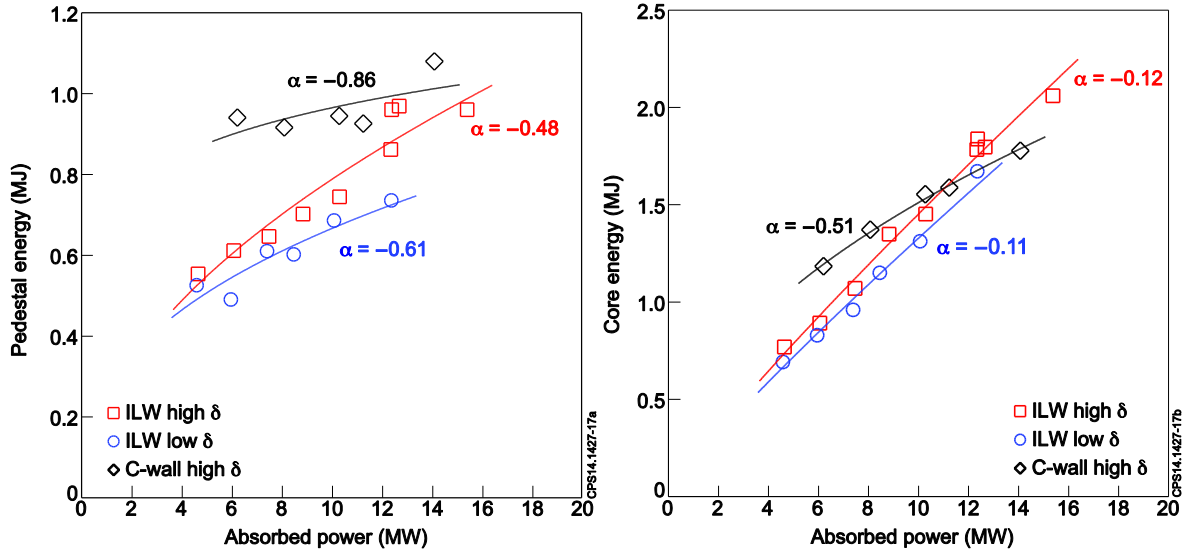 1.2
1.0
0.8
0.6
0.4
0.2
0
Pedestal energy (MJ)
α = −0.86
α = −0.48
α = −0.61
ILW high δ
ILW low δ
C-wall high δ
0 2 4 6 8 10 12 14 16 18 20
Absorbed power (MW)
CPS14.1427-17a
2.5
2.0
1.5
1.0
0.5
0
Core energy (MJ)
α = −0.12
α = −0.51
α = −0.11
ILW high δ
ILW low δ
C-wall high δ
0 2 4 6 8 10 12 14 16 18 20
Absorbed power (MW)
CPS14.1427-17b